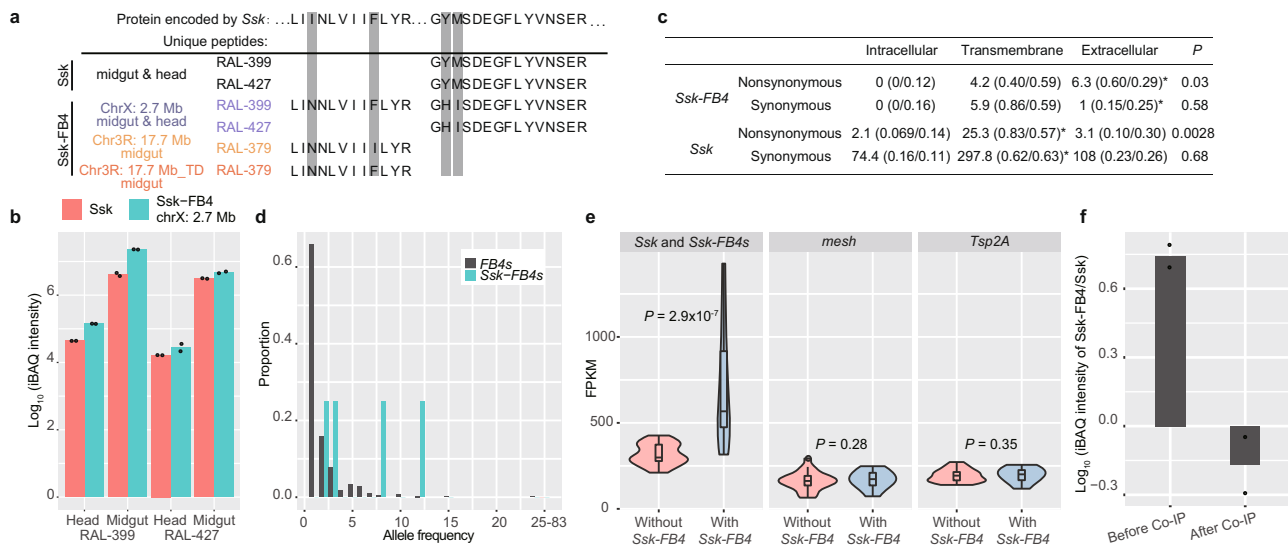 a
Protein encoded by Ssk: ...LIINLVIIIFLYR... GYMSDEGFLYVNSER...
Unique peptides:
Ssk
midgut & head
RAL-399 GYMSDEGFLYVNSER
RAL-427 GYMSDEGFLYVNSER
Ssk-FB4
ChrX: 2.7 Mb
midgut & head
RAL-399 LINNLVIIIFLYR GHISDEGFLYVNSER
RAL-427 GHISDEGFLYVNSER
Chr3R: 17.7 Mb
midgut
RAL-379 LINNLVIIIFLYR
Chr3R: 17.7 Mb_TD
midgut
RAL-379 LINNLVIIIFLYR
c
Intracellular Transmembrane Extracellular P
Ssk-FB4
Nonsynonymous 0 (0/0.12) 4.2 (0.40/0.59) 6.3 (0.60/0.29)* 0.03
Synonymous 0 (0/0.16) 5.9 (0.86/0.59) 1 (0.15/0.25)* 0.58
Ssk
Nonsynonymous 2.1 (0.069/0.14) 25.3 (0.83/0.57)* 3.1 (0.10/0.30) 0.0028
Synonymous 74.4 (0.16/0.11) 297.8 (0.62/0.63)* 108 (0.23/0.26) 0.68
b
Ssk
Ssk−FB4
chrX: 2.7 Mb
Log10 (iBAQ intensity)
6
4
2
0
Head Midgut Head Midgut
RAL-399 RAL-427
d
FB4s
Ssk−FB4s
Proportion
0.6
0.4
0.2
0.0
0 5 10 15 20 25-83
Allele frequency
e
Ssk and Ssk-FB4s
mesh
Tsp2A
FPKM
1000
500
0
P = 2.9x10-7
P = 0.28
P = 0.35
Without With Without With Without With
Ssk-FB4 Ssk-FB4 Ssk-FB4 Ssk-FB4 Ssk-FB4 Ssk-FB4
f
Log10 (iBAQ intensity of Ssk-FB4/Ssk)
0.6
0.3
0.0
−0.3
Before Co-IP After Co-IP